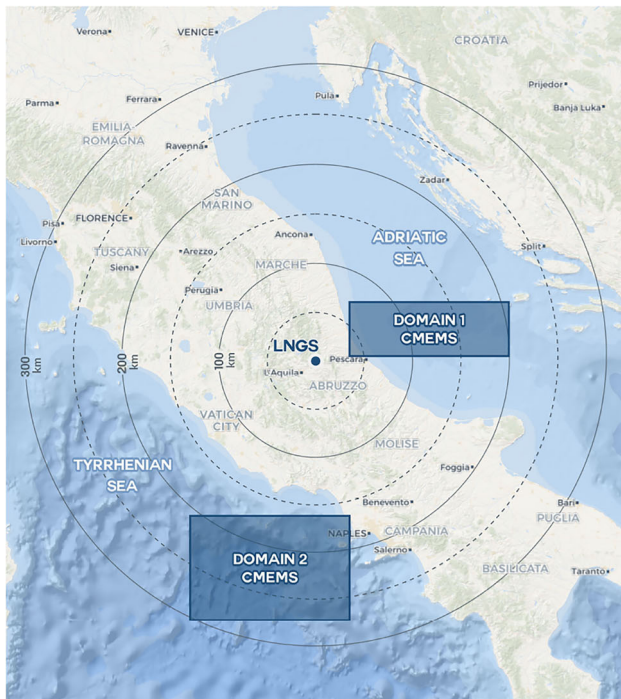 Verona
VENICE
CROATIA
Parma
Ferrara
Pula
Prijedor
Banja Luka
EMILIA
ROMAGNA
Ravenna
Zadar
SAN
MARINO
Pisa
FLORENCE
Livorno
Ancona
ADRIATIC
SEA
Split
TUSCANY
Arezzo
Siena
MARCHE
Perugia
UMBRIA
DOMAIN 1
CMEMS
LNGS
Pescara
L'Aquila
ABRUZZO
300
km
200
km
100
km
VATICAN
CITY
MOLISE
TYRRHENIAN
SEA
Foggia
Benevento
Bari
PUGLIA
NAPLES
CAMPANIA
Salerno
DOMAIN 2
CMEMS
BASILICATA
Taranto